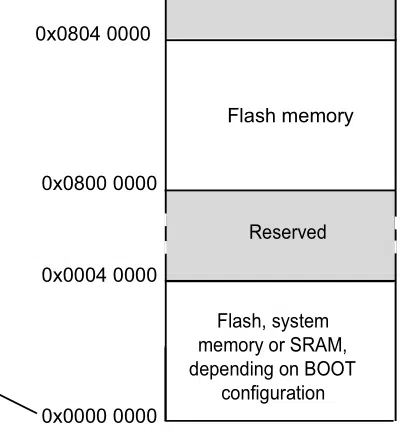 0x0804 0000
Flash memory
0x0800 0000
Reserved
0x0004 0000
Flash, system
memory or SRAM,
depending on BOOT
configuration
0x0000 0000